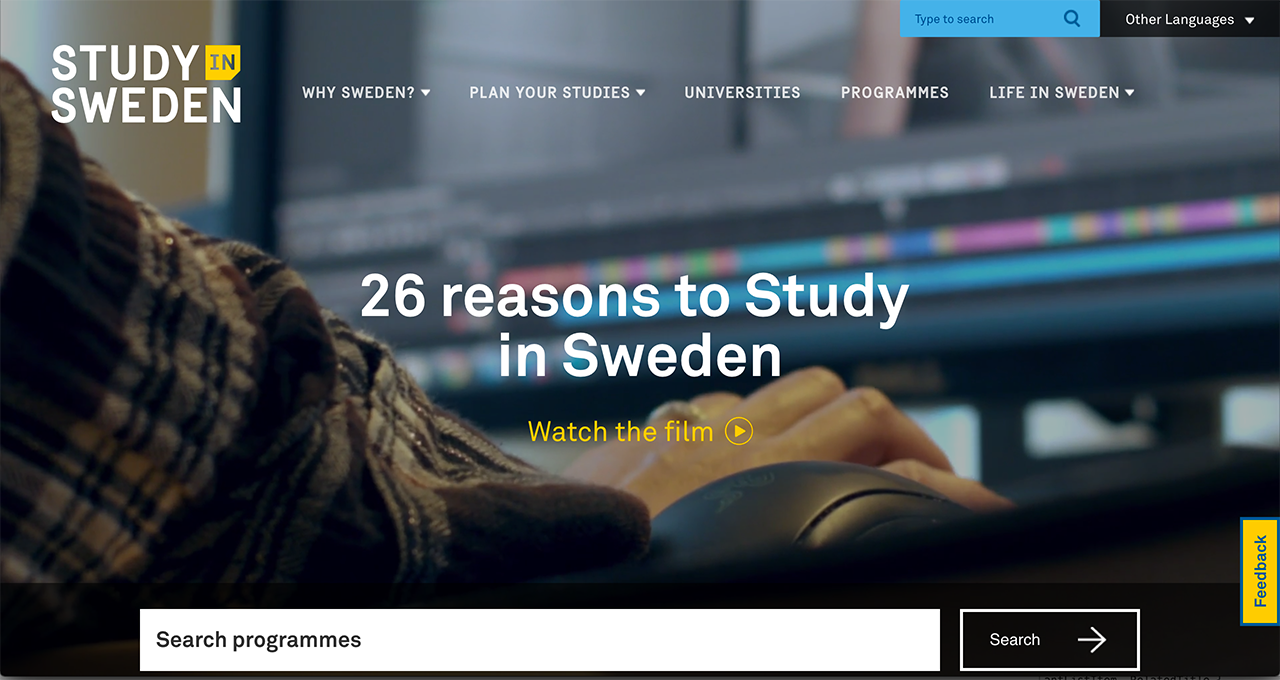 Type to search
Other Languages
STUDY IN
SWEDEN
WHY SWEDEN?
PLAN YOUR STUDIES
UNIVERSITIES
PROGRAMMES
LIFE IN SWEDEN
26 reasons to Study
in Sweden
Watch the film
Feedback
Search programmes
Search